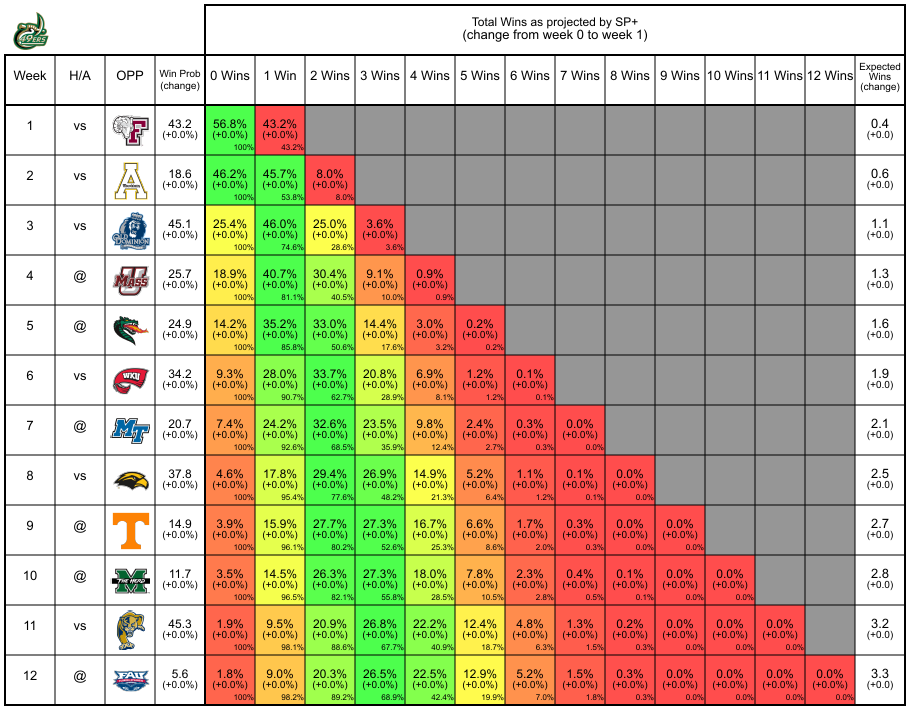 49ERS
Total Wins as projected by SP+
(change from week 0 to week 1)
Week H/A OPP Win Prob (change) 0 Wins 1 Win 2 Wins 3 Wins 4 Wins 5 Wins 6 Wins 7 Wins 8 Wins 9 Wins 10 Wins 11 Wins 12 Wins Expected Wins (change)
1 vs F 43.2 56.8% 43.2% 0.4
(+0.0%) (+0.0%) (+0.0%) (+0.0)
100% 43.2%
2 vs A 18.6 46.2% 45.7% 8.0% 0.6
(+0.0%) (+0.0%) (+0.0%) (+0.0%) (+0.0)
100% 53.8% 8.0%
3 vs DOMINION 45.1 25.4% 46.0% 25.0% 3.6% 1.1
(+0.0%) (+0.0%) (+0.0%) (+0.0%) (+0.0%) (+0.0)
100% 74.6% 28.6% 3.6%
4 @ UMASS 25.7 18.9% 40.7% 30.4% 9.1% 0.9% 1.3
(+0.0%) (+0.0%) (+0.0%) (+0.0%) (+0.0%) (+0.0%) (+0.0)
100% 81.1% 40.5% 10.0% 0.9%
5 @ 24.9 14.2% 35.2% 33.0% 14.4% 3.0% 0.2% 1.6
(+0.0%) (+0.0%) (+0.0%) (+0.0%) (+0.0%) (+0.0%) (+0.0%) (+0.0)
100% 85.8% 50.6% 17.6% 3.2% 0.2%
6 vs WKU 34.2 9.3% 28.0% 33.7% 20.8% 6.9% 1.2% 0.1% 1.9
(+0.0%) (+0.0%) (+0.0%) (+0.0%) (+0.0%) (+0.0%) (+0.0%) (+0.0%) (+0.0)
100% 90.7% 62.7% 28.9% 8.1% 1.2% 0.1%
7 @ MT 20.7 7.4% 24.2% 32.6% 23.5% 9.8% 2.4% 0.3% 0.0% 2.1
(+0.0%) (+0.0%) (+0.0%) (+0.0%) (+0.0%) (+0.0%) (+0.0%) (+0.0%) (+0.0%) (+0.0)
100% 92.6% 68.5% 35.9% 12.4% 2.7% 0.3% 0.0%
8 vs 37.8 4.6% 17.8% 29.4% 26.9% 14.9% 5.2% 1.1% 0.1% 0.0% 2.5
(+0.0%) (+0.0%) (+0.0%) (+0.0%) (+0.0%) (+0.0%) (+0.0%) (+0.0%) (+0.0%) (+0.0%) (+0.0)
100% 95.4% 77.6% 48.2% 21.3% 6.4% 1.2% 0.1% 0.0%
9 @ T 14.9 3.9% 15.9% 27.7% 27.3% 16.7% 6.6% 1.7% 0.3% 0.0% 0.0% 2.7
(+0.0%) (+0.0%) (+0.0%) (+0.0%) (+0.0%) (+0.0%) (+0.0%) (+0.0%) (+0.0%) (+0.0%) (+0.0%) (+0.0)
100% 96.1% 80.2% 52.6% 25.3% 8.6% 2.0% 0.3% 0.0% 0.0%
10 @ M THE HERD 11.7 3.5% 14.5% 26.3% 27.3% 18.0% 7.8% 2.3% 0.4% 0.1% 0.0% 0.0% 2.8
(+0.0%) (+0.0%) (+0.0%) (+0.0%) (+0.0%) (+0.0%) (+0.0%) (+0.0%) (+0.0%) (+0.0%) (+0.0%) (+0.0%) (+0.0)
100% 96.5% 82.1% 55.8% 28.5% 10.5% 2.8% 0.5% 0.1% 0.0% 0.0%
11 vs 45.3 1.9% 9.5% 20.9% 26.8% 22.2% 12.4% 4.8% 1.3% 0.2% 0.0% 0.0% 0.0% 3.2
(+0.0%) (+0.0%) (+0.0%) (+0.0%) (+0.0%) (+0.0%) (+0.0%) (+0.0%) (+0.0%) (+0.0%) (+0.0%) (+0.0%) (+0.0%) (+0.0)
100% 98.1% 88.6% 67.7% 40.9% 18.7% 6.3% 1.5% 0.3% 0.0% 0.0% 0.0%
12 @ FAU 5.6 1.8% 9.0% 20.3% 26.5% 22.5% 12.9% 5.2% 1.5% 0.3% 0.0% 0.0% 0.0% 0.0% 3.3
(+0.0%) (+0.0%) (+0.0%) (+0.0%) (+0.0%) (+0.0%) (+0.0%) (+0.0%) (+0.0%) (+0.0%) (+0.0%) (+0.0%) (+0.0%) (+0.0%) (+0.0)
100% 98.2% 89.2% 68.9% 42.4% 19.9% 7.0% 1.8% 0.3% 0.0% 0.0% 0.0% 0.0%